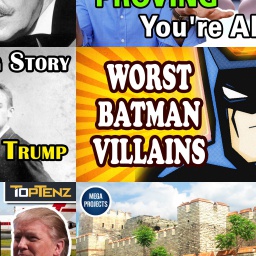 PROVING
You're Al
STORY
TRUMP
WORST
BATMAN
VILLAINS
TOPTENZ
MEGA
PROJECTS